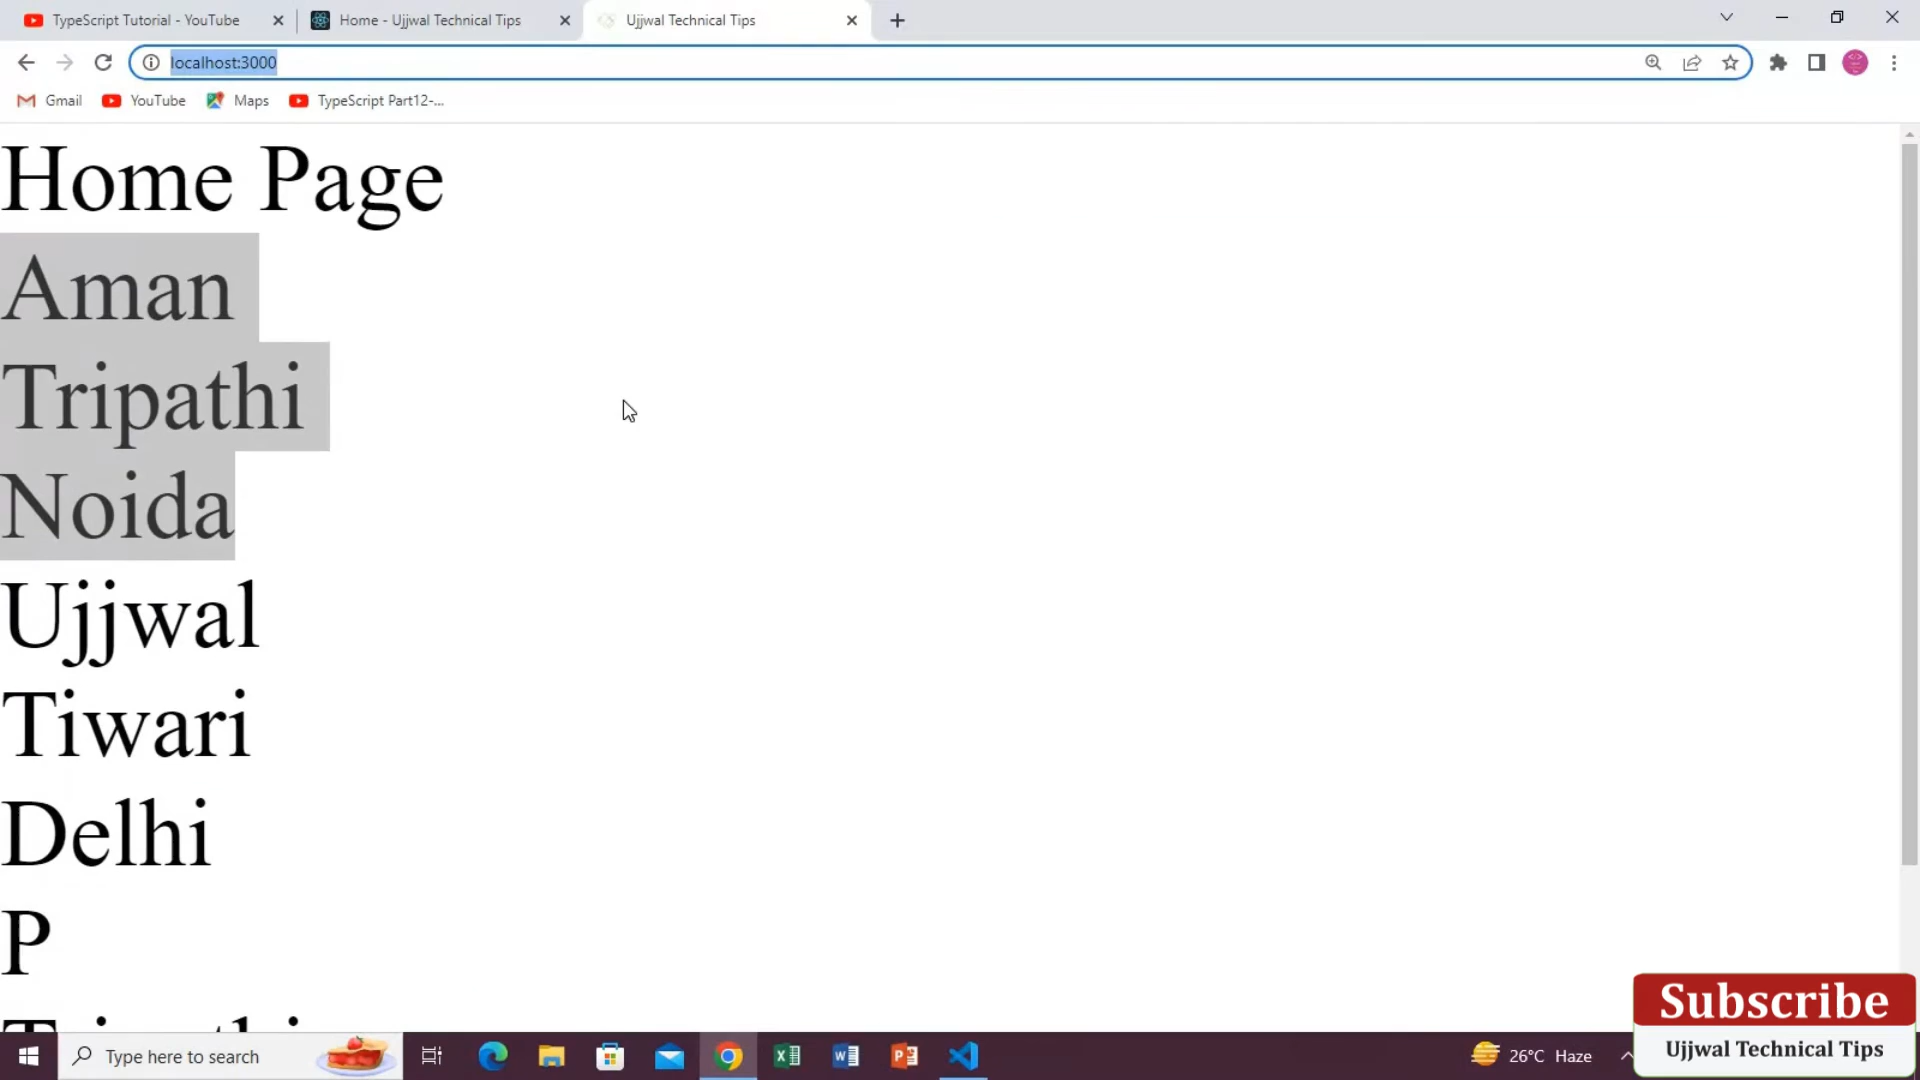 TypeScript Tutorial - YouTube
Home - Ujjwal Technical Tips
Ujjwal Technical Tips
localhost:3000
Gmail
YouTube
Maps
TypeScript Part12-...
Home Page
Aman
Tripathi
Noida
Ujjwal
Tiwari
Delhi
P
Type here to search
26°C Haze
Subscribe
Ujjwal Technical Tips